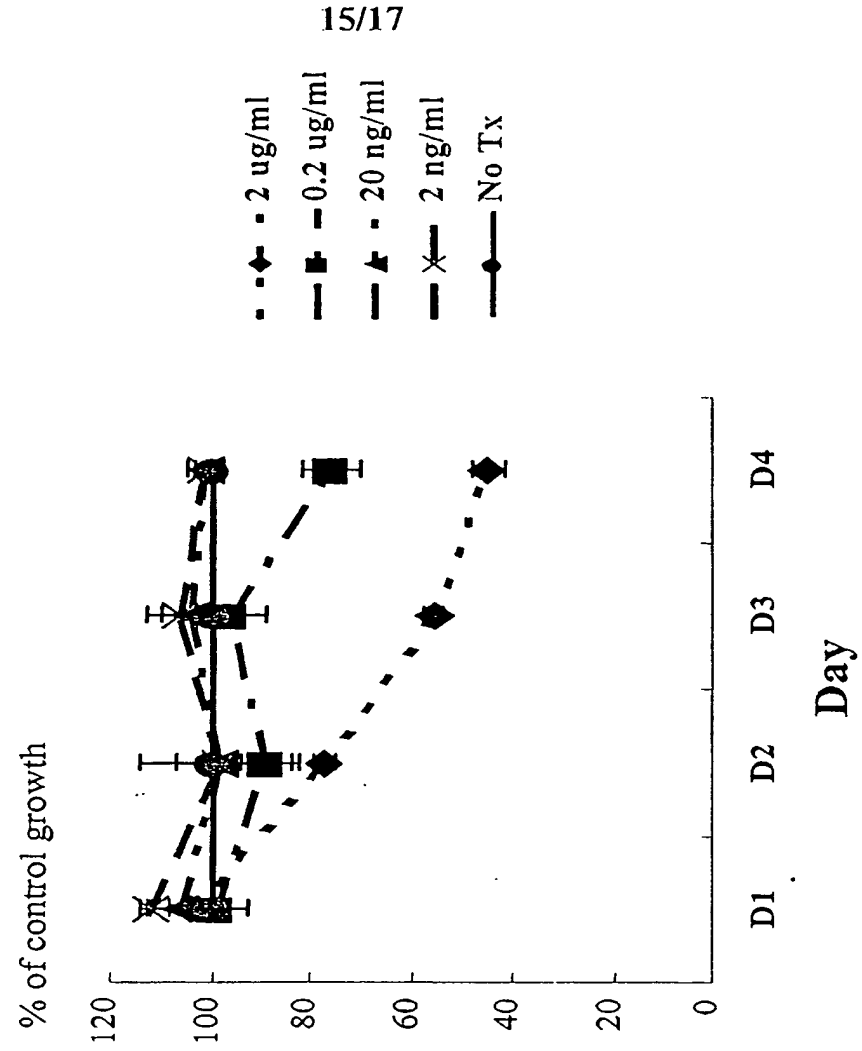 15/17
% of control growth
120
100
80
60
40
20
0
D1 D2 D3 D4
Day
2 ug/ml
0.2 ug/ml
20 ng/ml
2 ng/ml
No Tx